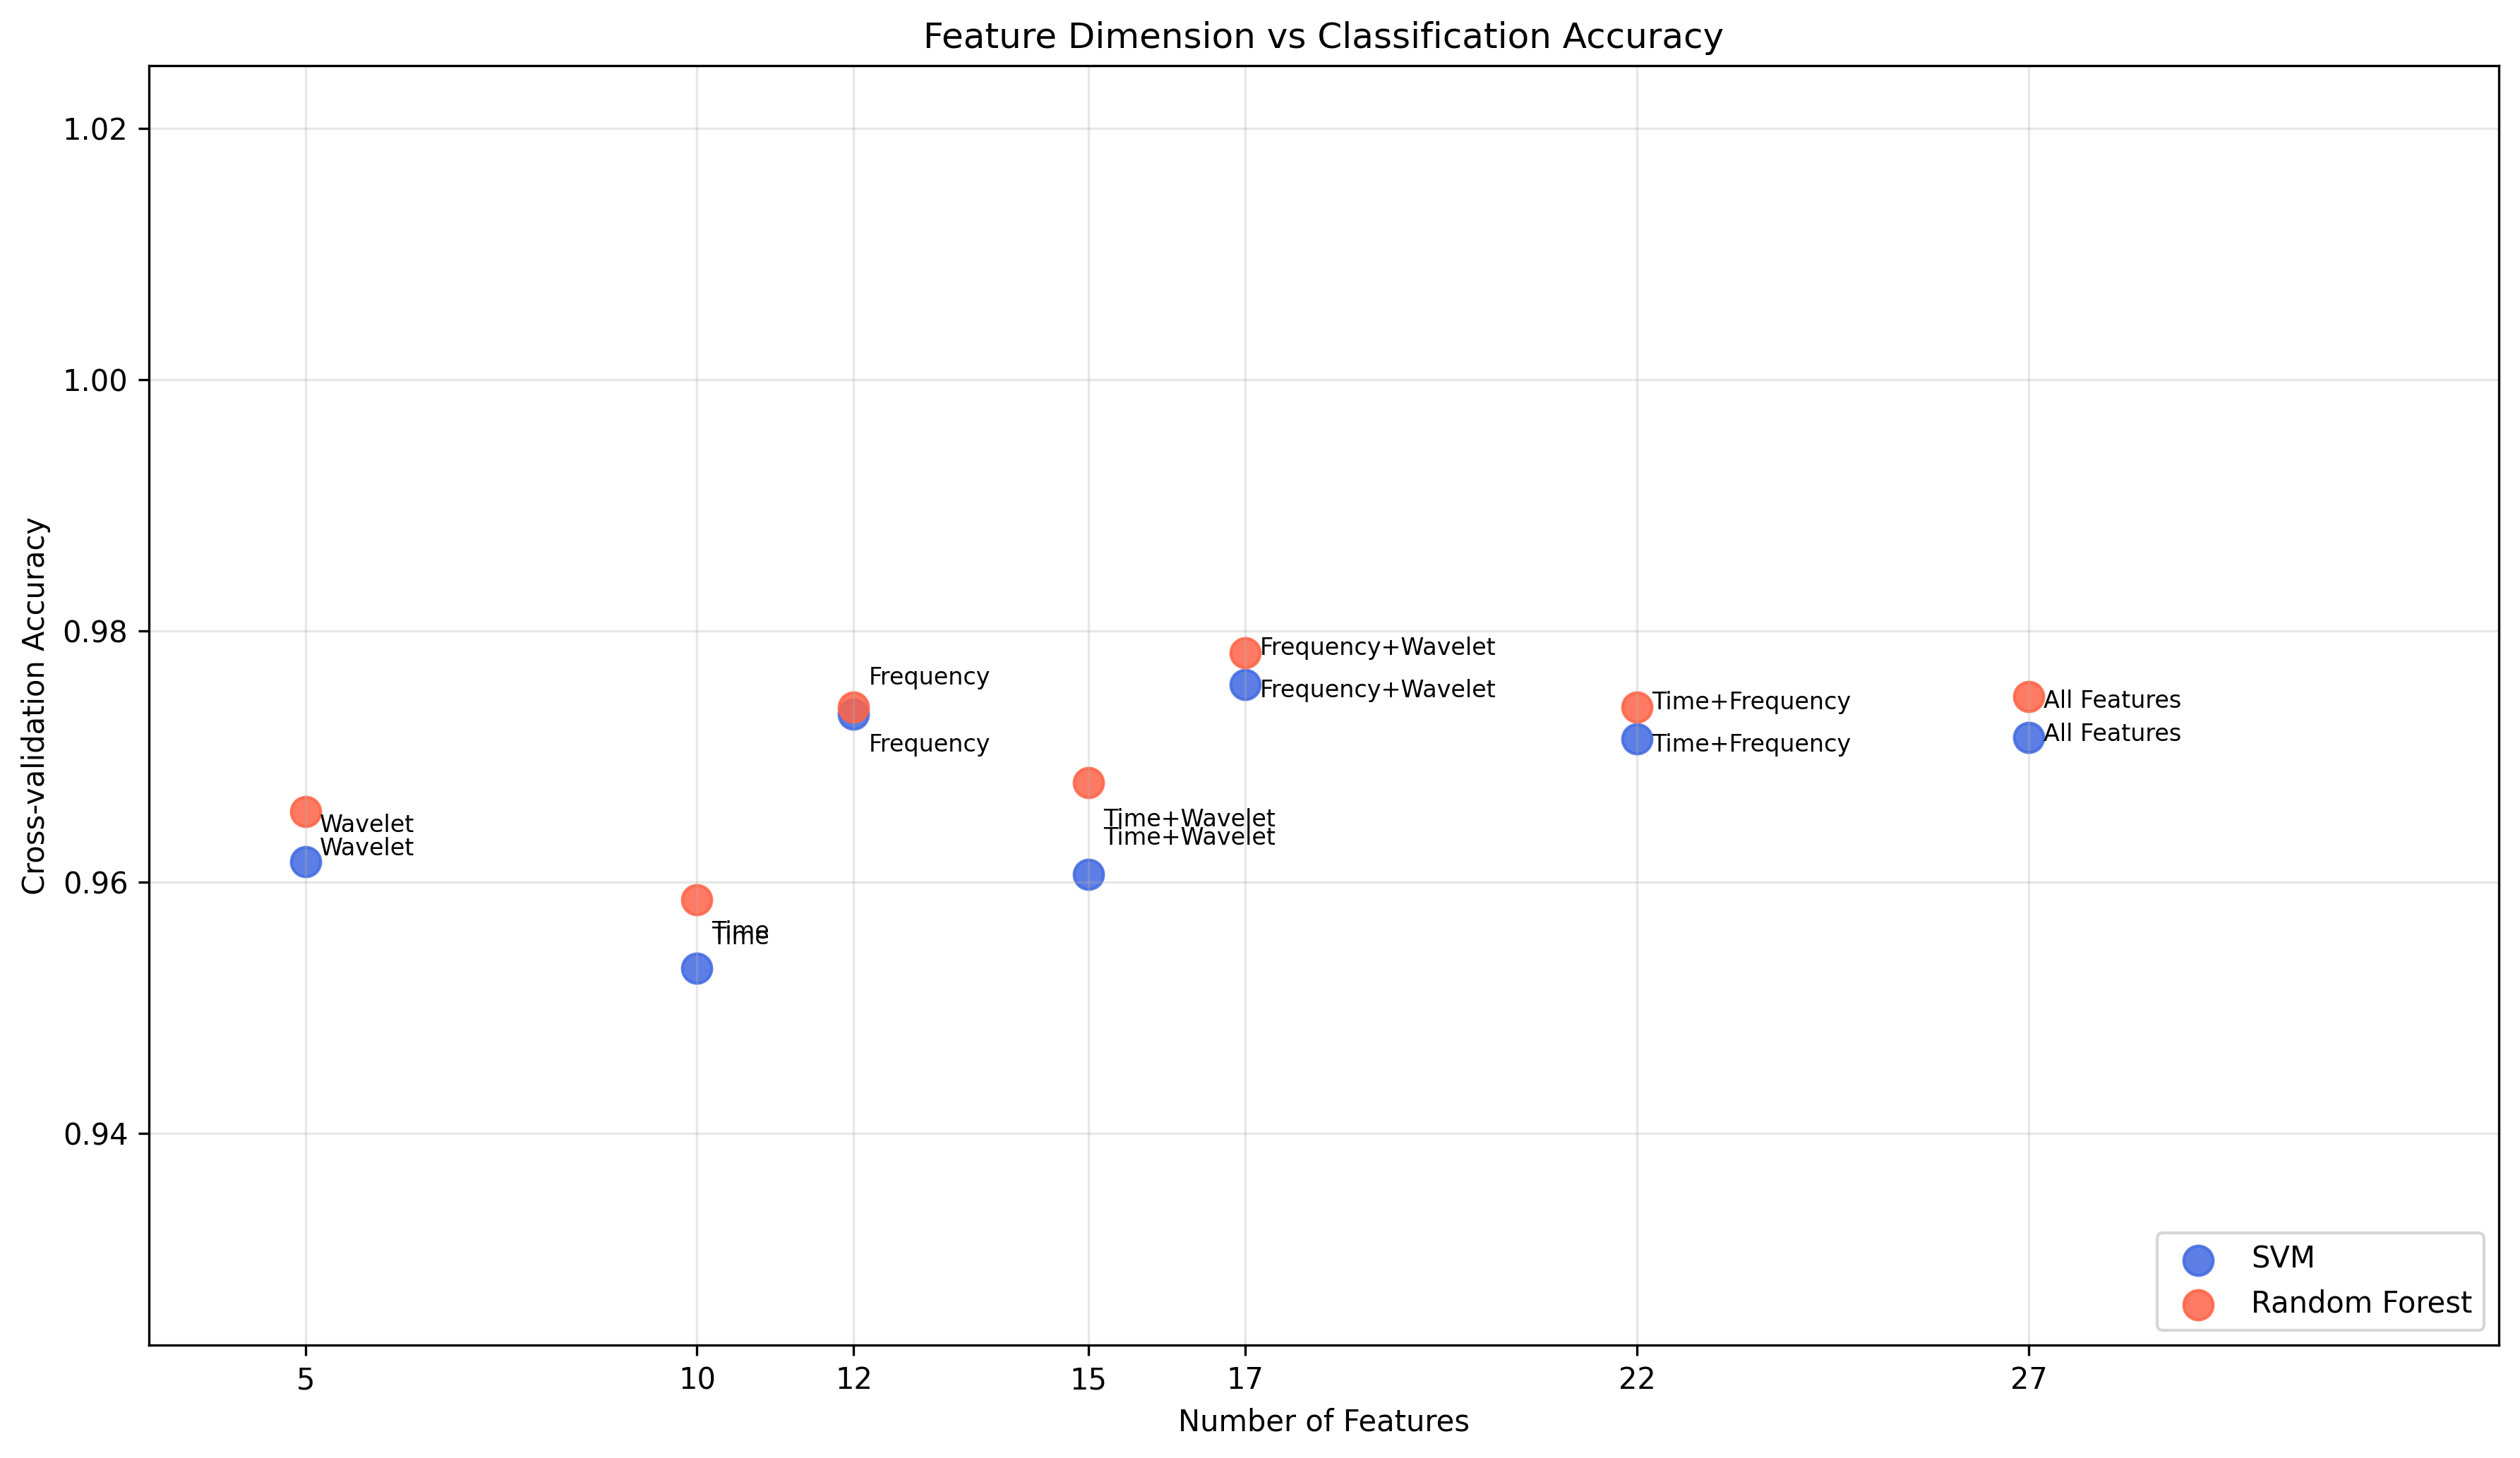 Feature Dimension vs Classification Accuracy
1.02
1.00
0.98
0.96
0.94
Cross-validation Accuracy
Frequency+Wavelet
Frequency
Frequency+Wavelet
Time+Frequency
All Features
Frequency
Time+Frequency
All Features
Wavelet
Wavelet
Time+Wavelet
Time+Wavelet
Time
Time
SVM
Random Forest
5
10
12
15
17
22
27
Number of Features